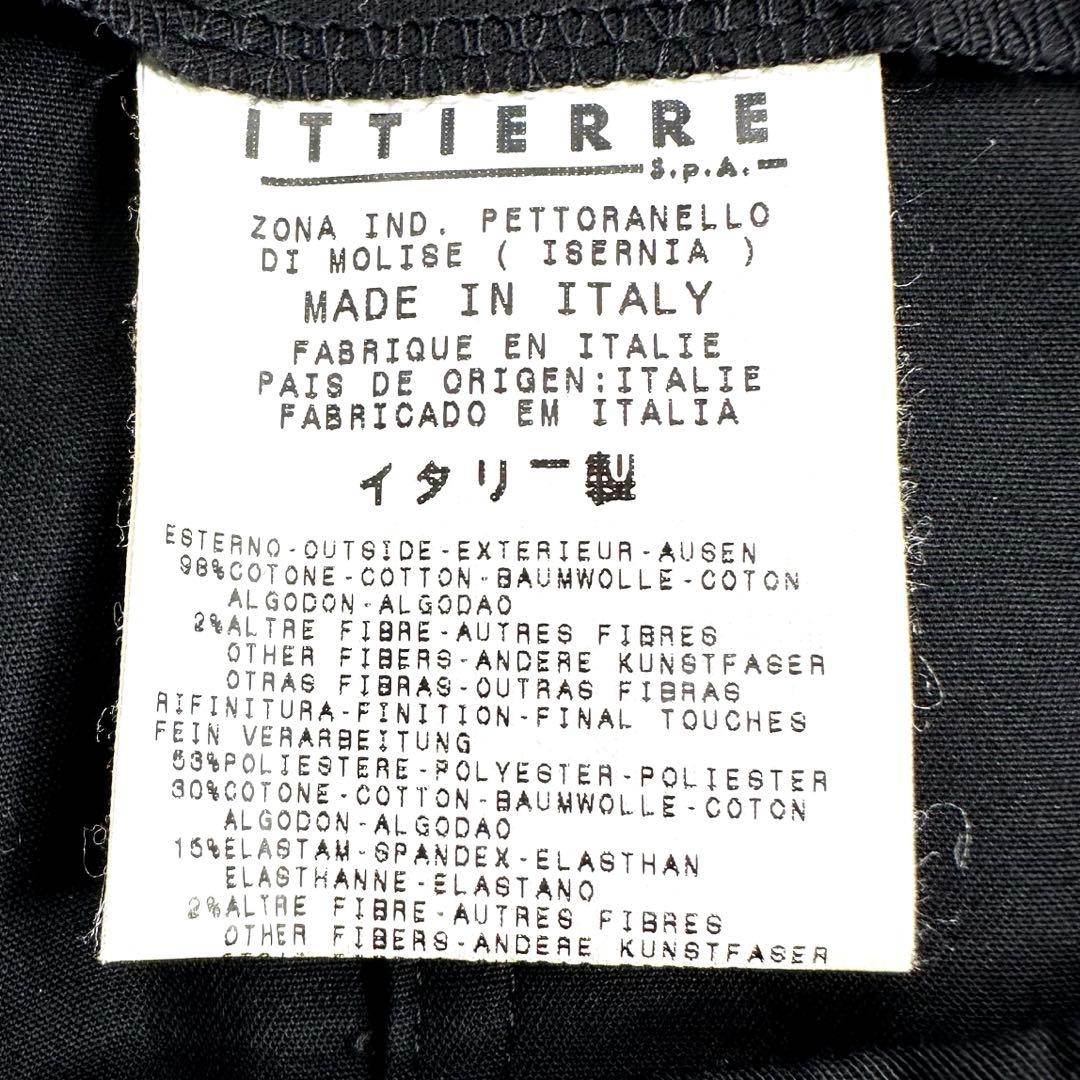 ITTIERRE
S.p.A.
ZONA IND. PETTORANELLO
DI MOLISE ( ISERNIA )
MADE IN ITALY
FABRIQUE EN ITALIE
PAIS DE ORIGEN:ITALIE
FABRICADO EM ITALIA
イタリー製
ESTERNO-OUTSIDE-EXTERIEUR-AUSEN
98%COTONE-COTTON-BAUMWOLLE-COTON
ALGODON-ALGODAO
2%ALTRE FIBRE-AUTRES FIBRES
OTHER FIBERS-ANDERE KUNSTFASER
OTRAS FIBRAS-OUTRAS FIBRAS
RIFINITURA-FINITION-FINAL TOUCHES
FEIN VERARBEITUNG
53%POLIESTERE-POLYESTER-POLIESTER
30%COTONE-COTTON-BAUMWOLLE-COTON
ALGODON-ALGODAO
15%ELASTAM-SPANDEX-ELASTHAN
ELASTHANNE-ELASTANO
2%ALTRE FIBRE-AUTRES FIBRES
OTHER FIBERS-ANDERE KUNSTFASER